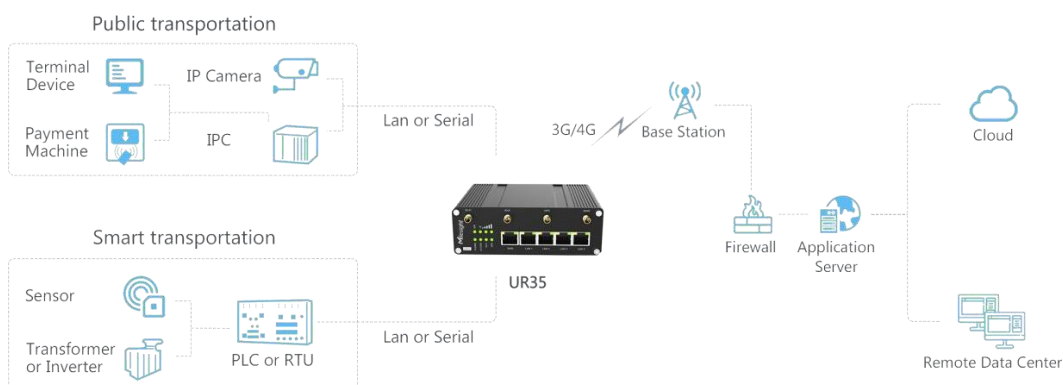 Public transportation
Terminal
Device
IP Camera
Payment
Machine
IPC
Lan or Serial
3G/4G
Base Station
Cloud
Milesight
UR35
Firewall
Application
Server
Smart transportation
Sensor
Transformer
or Inverter
PLC or RTU
Lan or Serial
Remote Data Center